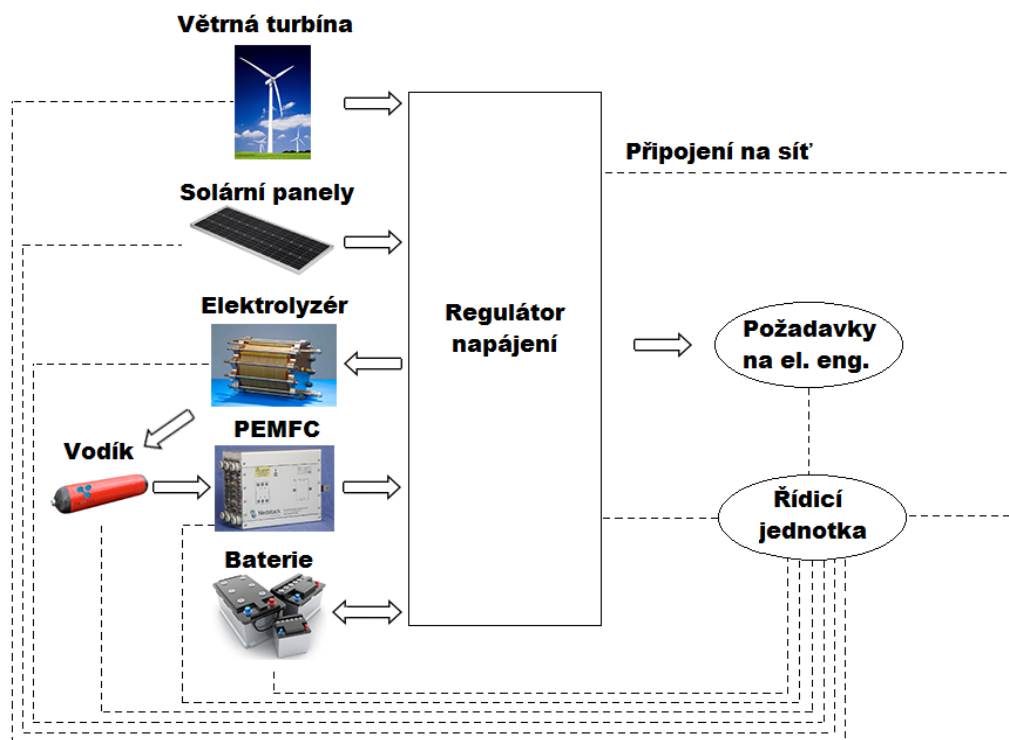 Větrná turbína
Připojení na síť
Solární panely
Elektrolyzér
Regulátor
napájení
Požadavky
na el. eng.
PEMFC
Vodík
Nedstack
Řídicí
jednotka
Baterie